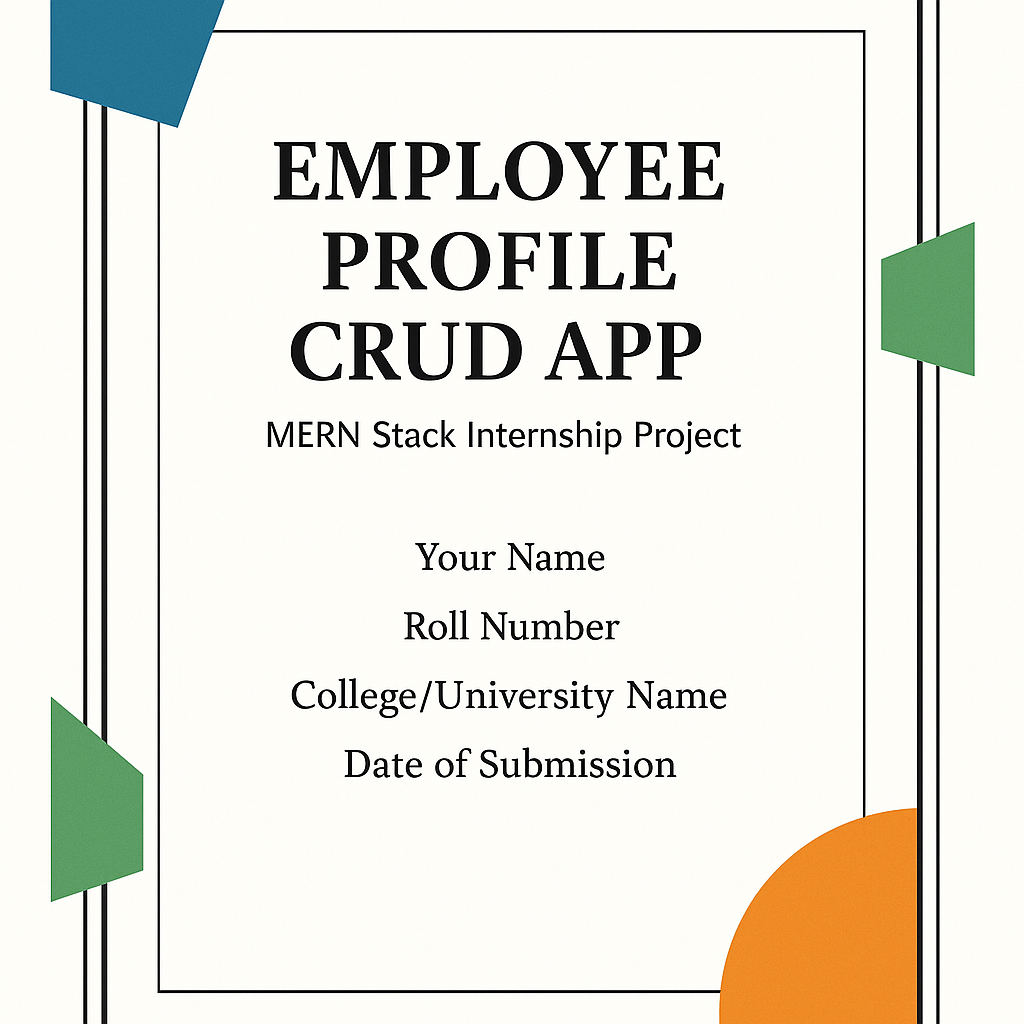 EMPLOYEE
PROFILE
CRUD APP
MERN Stack Internship Project
Your Name
Roll Number
College/University Name
Date of Submission